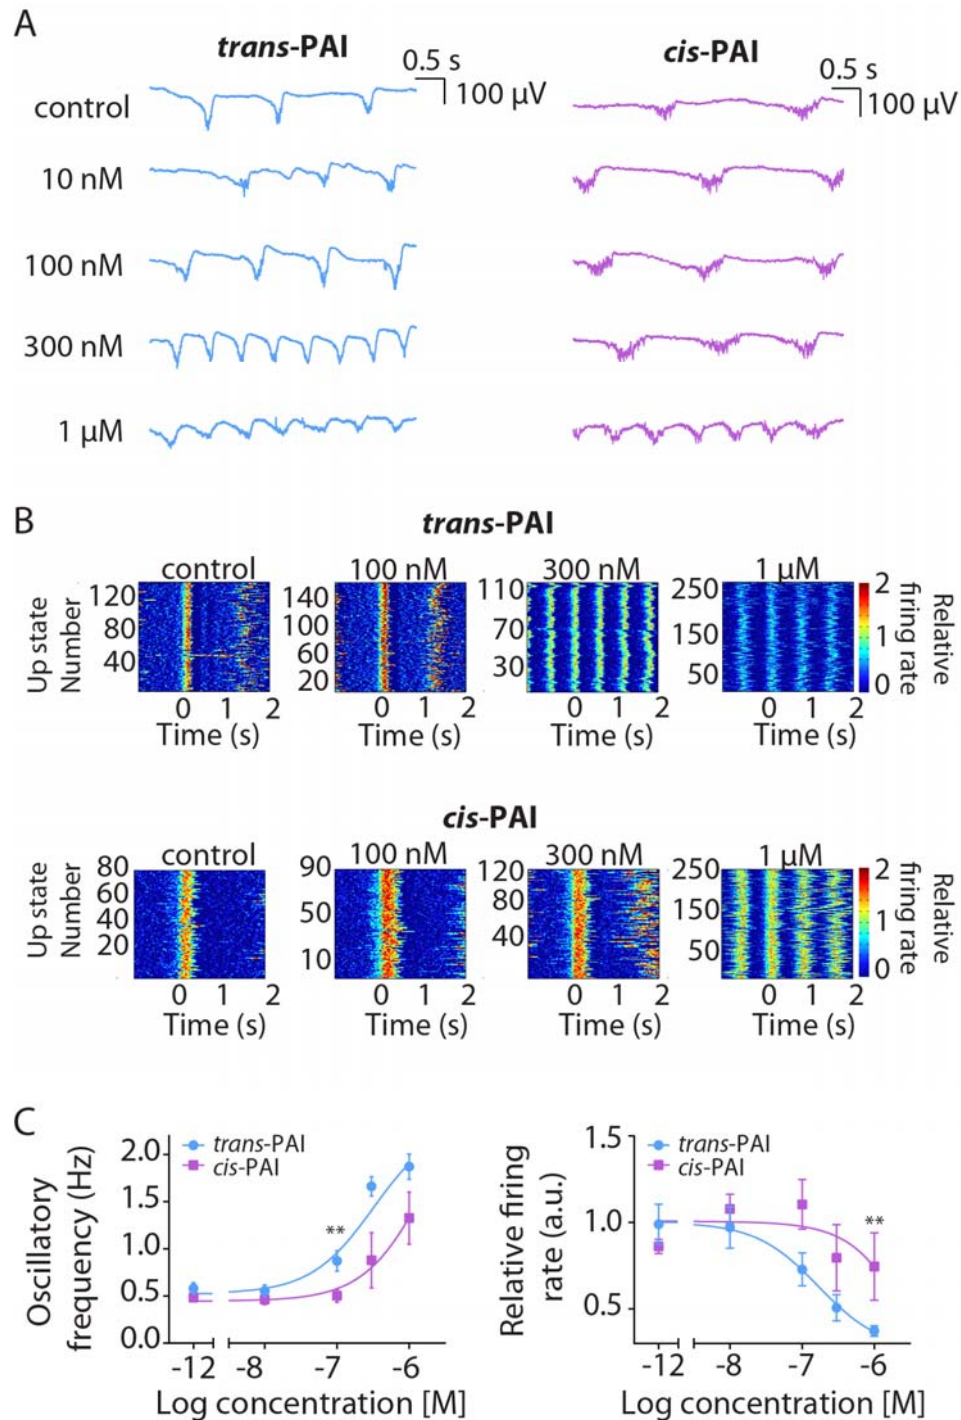 A
trans-PAI
cis-PAI
0.5 s
100 μV
0.5 s
100 μV
control
10 nM
100 nM
300 nM
1 μM
B
trans-PAI
control
100 nM
300 nM
1 μM
Up state
Number
120
80
40
140
100
60
20
110
70
30
250
150
50
2
1
0
Relative
firing rate
0 1 2
0 1 2
0 1 2
0 1 2
Time (s)
Time (s)
Time (s)
Time (s)
cis-PAI
control
100 nM
300 nM
1 μM
Up state
Number
80
60
40
20
90
50
10
120
80
40
250
150
50
2
1
0
Relative
firing rate
0 1 2
0 1 2
0 1 2
0 1 2
Time (s)
Time (s)
Time (s)
Time (s)
C
Oscillatory
frequency (Hz)
2.0
1.5
1.0
0.5
0.0
trans-PAI
cis-PAI
**
-12 -8 -7 -6
Log concentration [M]
Relative firing
rate (a.u.)
1.5
1.0
0.5
trans-PAI
cis-PAI
**
-12 -8 -7 -6
Log concentration [M]